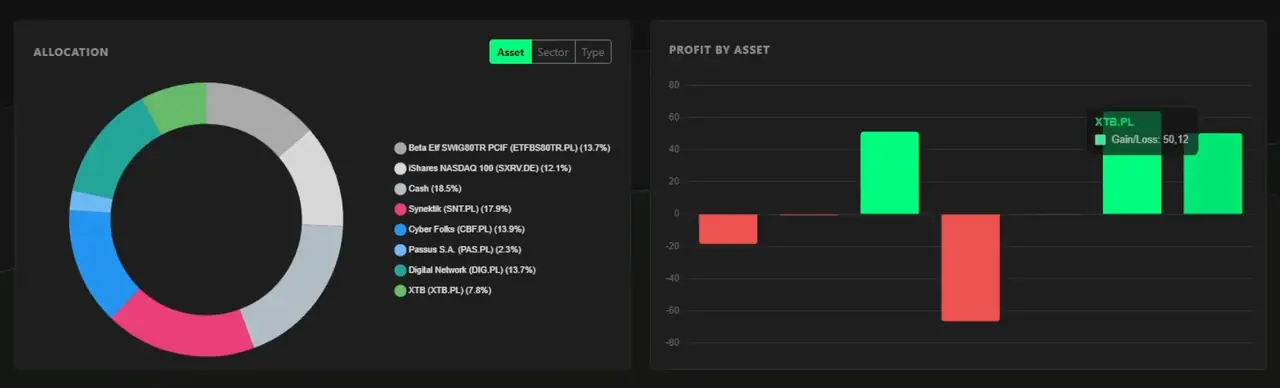 ALLOCATION
Asset Sector Type
Beta Etf SWIG80TR PCIF (ETFBS80TR.PL) (13.7%)
iShares NASDAQ 100 (SXRV.DE) (12.1%)
Cash (18.5%)
Synektik (SNT.PL) (17.9%)
Cyber Folks (CBF.PL) (13.9%)
Passus S.A. (PAS.PL) (2.3%)
Digital Network (DIG.PL) (13.7%)
XTB (XTB.PL) (7.8%)
PROFIT BY ASSET
80
60
40
20
0
-20
-40
-60
-80
XTB.PL
Gain/Loss: 50,12